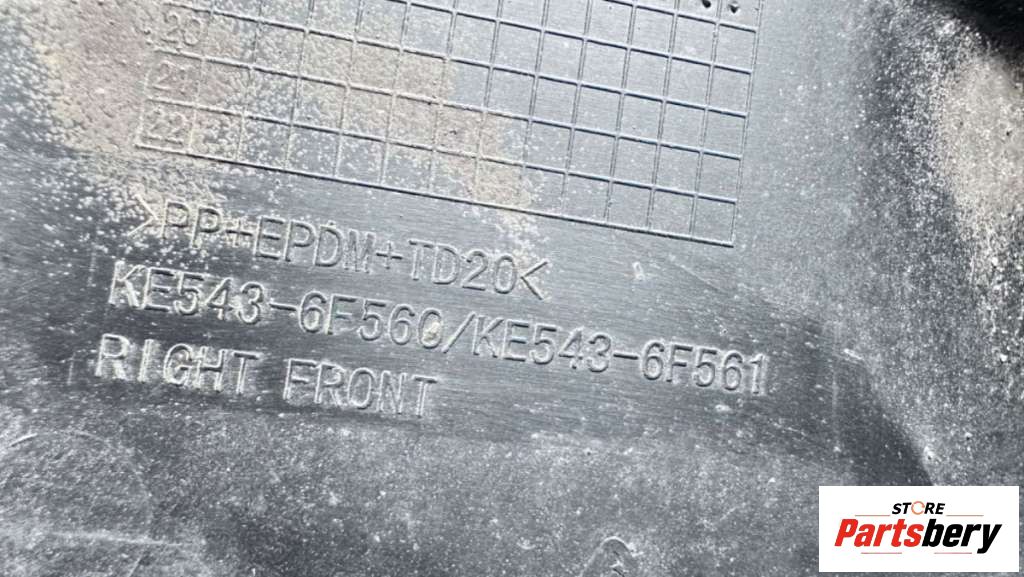 20
21
22
>PP+EPDM+TD20<
KE543-6F560/KE543-6F561
RIGHT FRONT
STORE
Partsbery